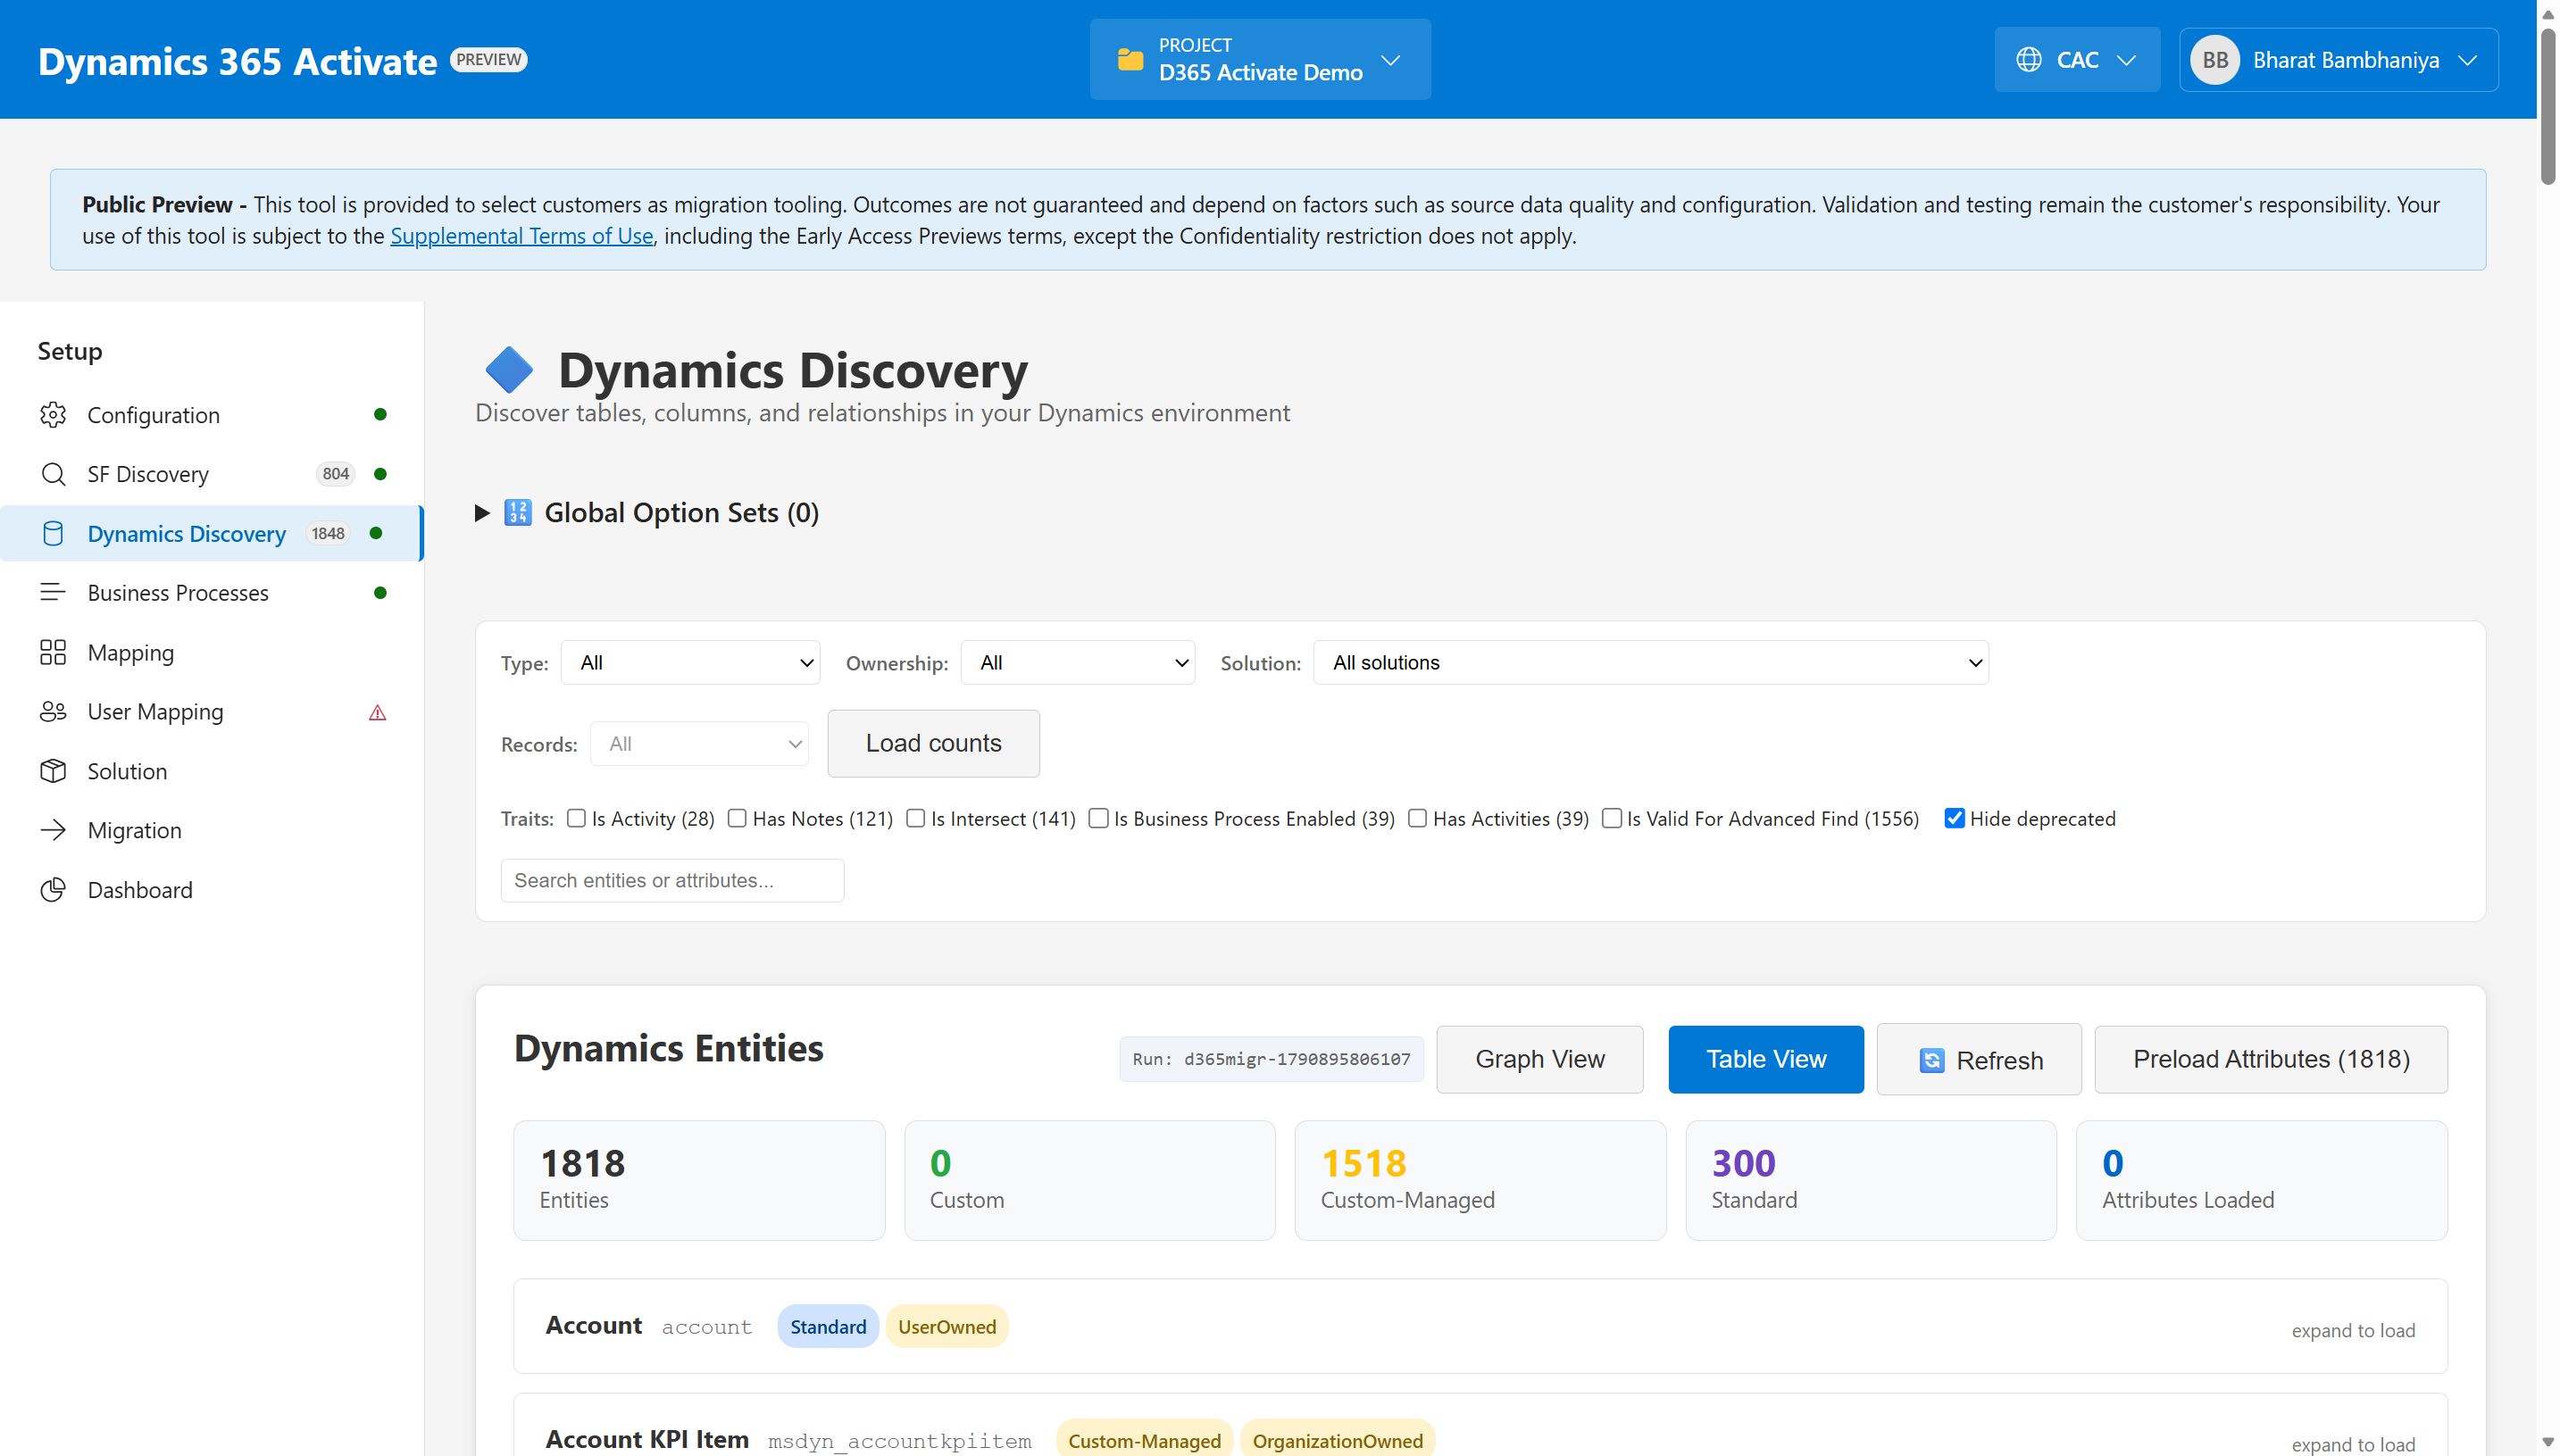 Dynamics 365 Activate PREVIEW
PROJECT
D365 Activate Demo
CAC
BB Bharat Bambhaniya
Public Preview - This tool is provided to select customers as migration tooling. Outcomes are not guaranteed and depend on factors such as source data quality and configuration. Validation and testing remain the customer's responsibility. Your
use of this tool is subject to the Supplemental Terms of Use, including the Early Access Previews terms, except the Confidentiality restriction does not apply.
Setup
Configuration
SF Discovery 804
Dynamics Discovery 1848
Business Processes
Mapping
User Mapping
Solution
Migration
Dashboard
Dynamics Discovery
Discover tables, columns, and relationships in your Dynamics environment
Global Option Sets (0)
Type: All Ownership: All Solution: All solutions
Records: All Load counts
Traits: Is Activity (28) Has Notes (121) Is Intersect (141) Is Business Process Enabled (39) Has Activities (39) Is Valid For Advanced Find (1556) Hide deprecated
Search entities or attributes...
Dynamics Entities Run: d365migr-1790895806107 Graph View Table View Refresh Preload Attributes (1818)
1818 0 1518 300 0
Entities Custom Custom-Managed Standard Attributes Loaded
Account account Standard UserOwned expand to load
Account KPI Item msdyn_accountkpiitem Custom-Managed OrganizationOwned expand to load